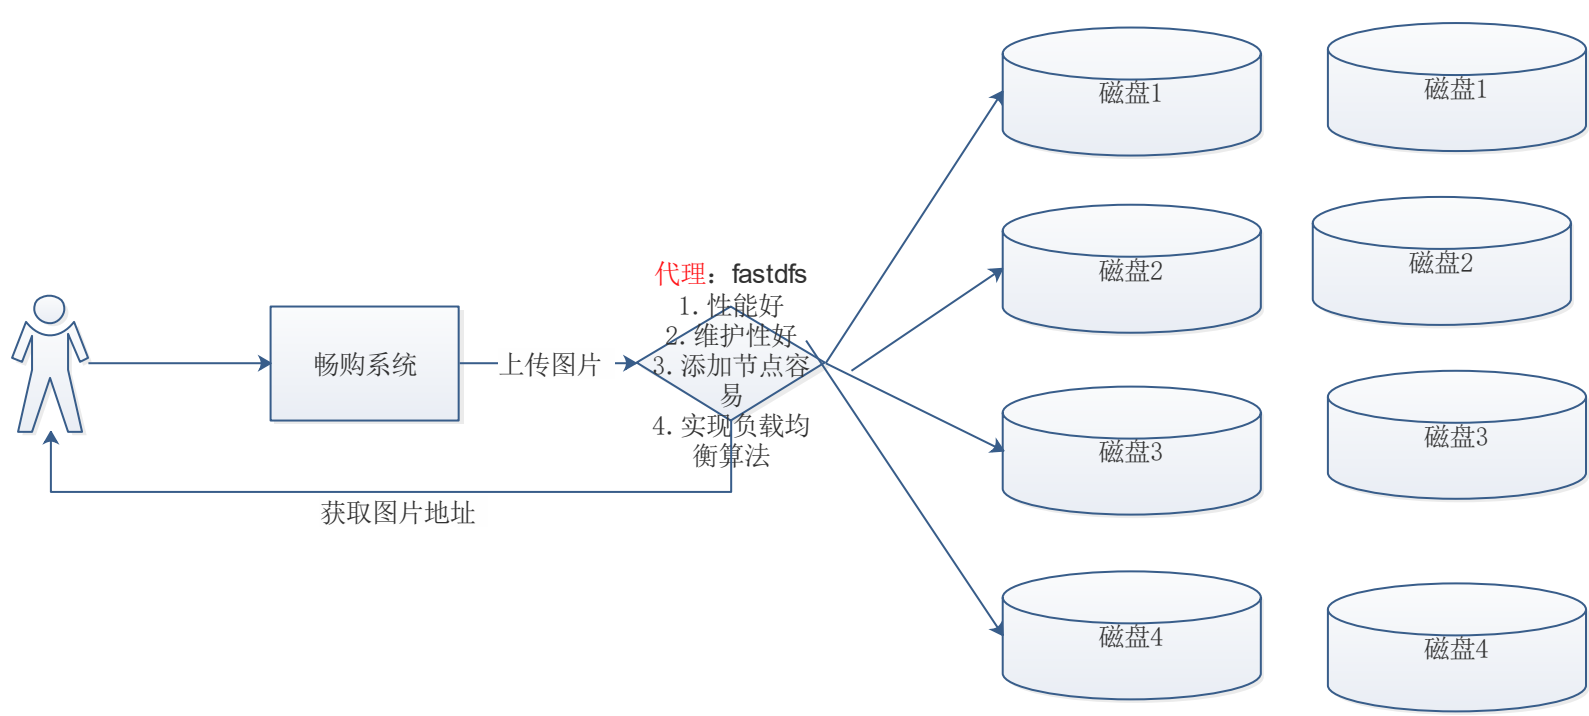 畅购系统
上传图片
代理：fastdfs
1.性能好
2.维护性好
3.添加节点容
易
4.实现负载均
衡算法
获取图片地址
磁盘1
磁盘1
磁盘2
磁盘2
磁盘3
磁盘3
磁盘4
磁盘4